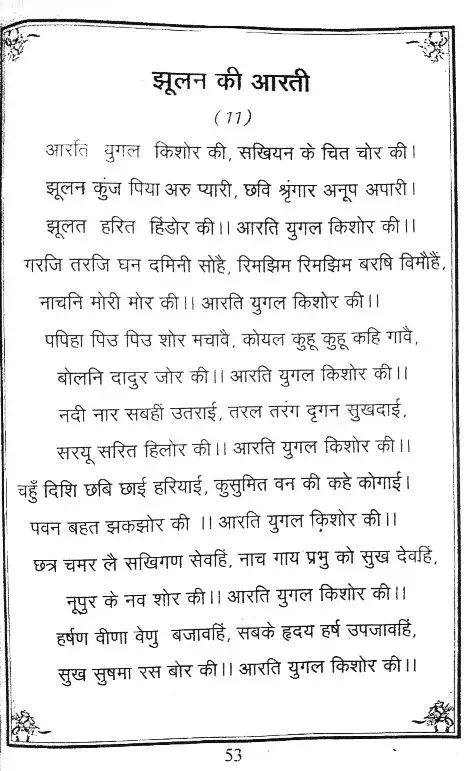 झूलन की आरती
(11)
आरति युगल किशोर की, सखियन के चित चोर की।
झूलन कुंज पिया अरु प्यारी, छवि श्रृंगार अनूप अपारी।
झूलत हरित हिंडोर की।। आरति युगल किशोर की।।
गरजि तरजि घन दमिनी सोहै, रिमझिम रिमझिम बरषि विमौहैं,
नाचनि मोरी मोर की।। आरति युगल किशोर की।।
पपिहा पिउ पिउ शोर मचावै, कोयल कुहू कुहू कहि गावै,
बोलनि दादुर जोर की।। आरति युगल किशोर की।।
नदी नार सबहीं उतराई, तरल तरंग दृगन सुखदाई,
सरयू सरित हिलोर की।। आरति युगल किशोर की।।
चहुँ दिशि छबि छाई हरियाई, कुसुमित वन की कहे कोगाई।
पवन बहत झकझोर की ।। आरति युगल किशोर की।।
छत्र चमर लै सखिगण सेवहिं, नाच गाय प्रभु को सुख देवहिं,
नूपुर के नव शोर की।। आरति युगल किशोर की।।
हर्षण वीणा वेणु बजावहिं, सबके हृदय हर्ष उपजावहिं,
सुख सुषमा रस बोर की।। आरति युगल किशोर की।।
53